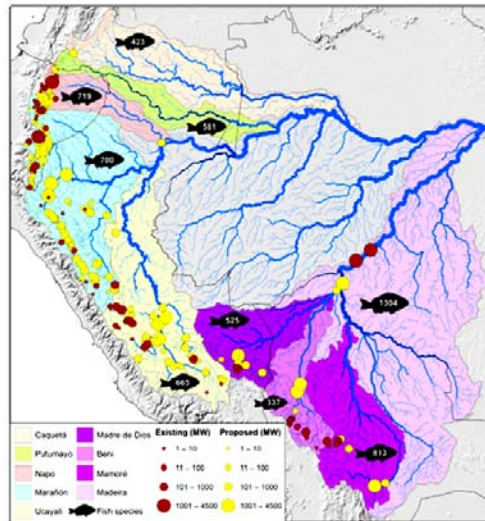 423
719
581
700
1304
525
665
337
813
Caquetá
Putumayo
Napo
Marañón
Ucayali
Madre de Dios
Beni
Mamoré
Madeira
Fish species
Existing (MW)
1 - 10
11 - 100
101 - 1000
1001 - 4500
Proposed (MW)
1 - 10
11 - 100
101 - 1000
1001 - 4500